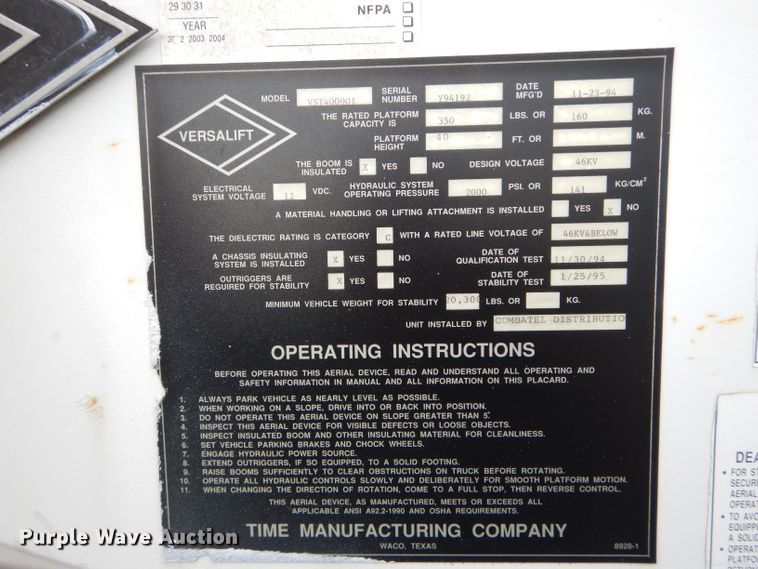 29 30 31
YEAR
2002 2003 2004
NFPA
VERSALIFT
MODEL VST40000I SERIAL NUMBER Y94192 DATE MFG'D 11-23-94
THE RATED PLATFORM CAPACITY IS 350 LBS. OR 160 KG.
PLATFORM HEIGHT 40 FT. OR M.
THE BOOM IS INSULATED X YES NO DESIGN VOLTAGE 46KV
ELECTRICAL SYSTEM VOLTAGE 12 VDC. HYDRAULIC SYSTEM OPERATING PRESSURE 2000 PSI. OR 141 KG/CM²
A MATERIAL HANDLING OR LIFTING ATTACHMENT IS INSTALLED YES X NO
THE DIELECTRIC RATING IS CATEGORY C WITH A RATED LINE VOLTAGE OF 46KV&BELOW
A CHASSIS INSULATING SYSTEM IS INSTALLED X YES NO DATE OF QUALIFICATION TEST 11/30/94
OUTRIGGERS ARE REQUIRED FOR STABILITY X YES NO DATE OF STABILITY TEST 1/25/95
MINIMUM VEHICLE WEIGHT FOR STABILITY 20,300 LBS. OR KG.
UNIT INSTALLED BY COMBATEL DISTRIBUTIO
OPERATING INSTRUCTIONS
BEFORE OPERATING THIS AERIAL DEVICE, READ AND UNDERSTAND ALL OPERATING AND
SAFETY INFORMATION IN MANUAL AND ALL INFORMATION ON THIS PLACARD.
1. ALWAYS PARK VEHICLE AS NEARLY LEVEL AS POSSIBLE.
2. WHEN WORKING ON A SLOPE, DRIVE INTO OR BACK INTO POSITION.
3. DO NOT OPERATE THIS AERIAL DEVICE ON SLOPE GREATER THAN 5.
4. INSPECT THIS AERIAL DEVICE FOR VISIBLE DEFECTS OR LOOSE OBJECTS.
5. INSPECT INSULATED BOOM AND OTHER INSULATING MATERIAL FOR CLEANLINESS.
6. SET VEHICLE PARKING BRAKES AND CHOCK WHEELS.
7. ENGAGE HYDRAULIC POWER SOURCE.
8. EXTEND OUTRIGGERS, IF SO EQUIPPED, TO A SOLID FOOTING.
9. RAISE BOOMS SUFFICIENTLY TO CLEAR OBSTRUCTIONS ON TRUCK BEFORE ROTATING.
10. OPERATE ALL HYDRAULIC CONTROLS SLOWLY AND DELIBERATELY FOR SMOOTH PLATFORM MOTION.
11. WHEN CHANGING THE DIRECTION OF ROTATION, COME TO A FULL STOP, THEN REVERSE CONTROL.
THIS AERIAL DEVICE, AS MANUFACTURED, MEETS OR EXCEEDS ALL
APPLICABLE ANSI A92.2-1990 AND OSHA REQUIREMENTS.
TIME MANUFACTURING COMPANY
WACO, TEXAS
8928-1
DEA
• FOR ST
SECURI
AERIAL
OPERAT
• TO AVO
EQUIPP
A SOLID
• OPERAT
PLATFO
Purple Wave Auction